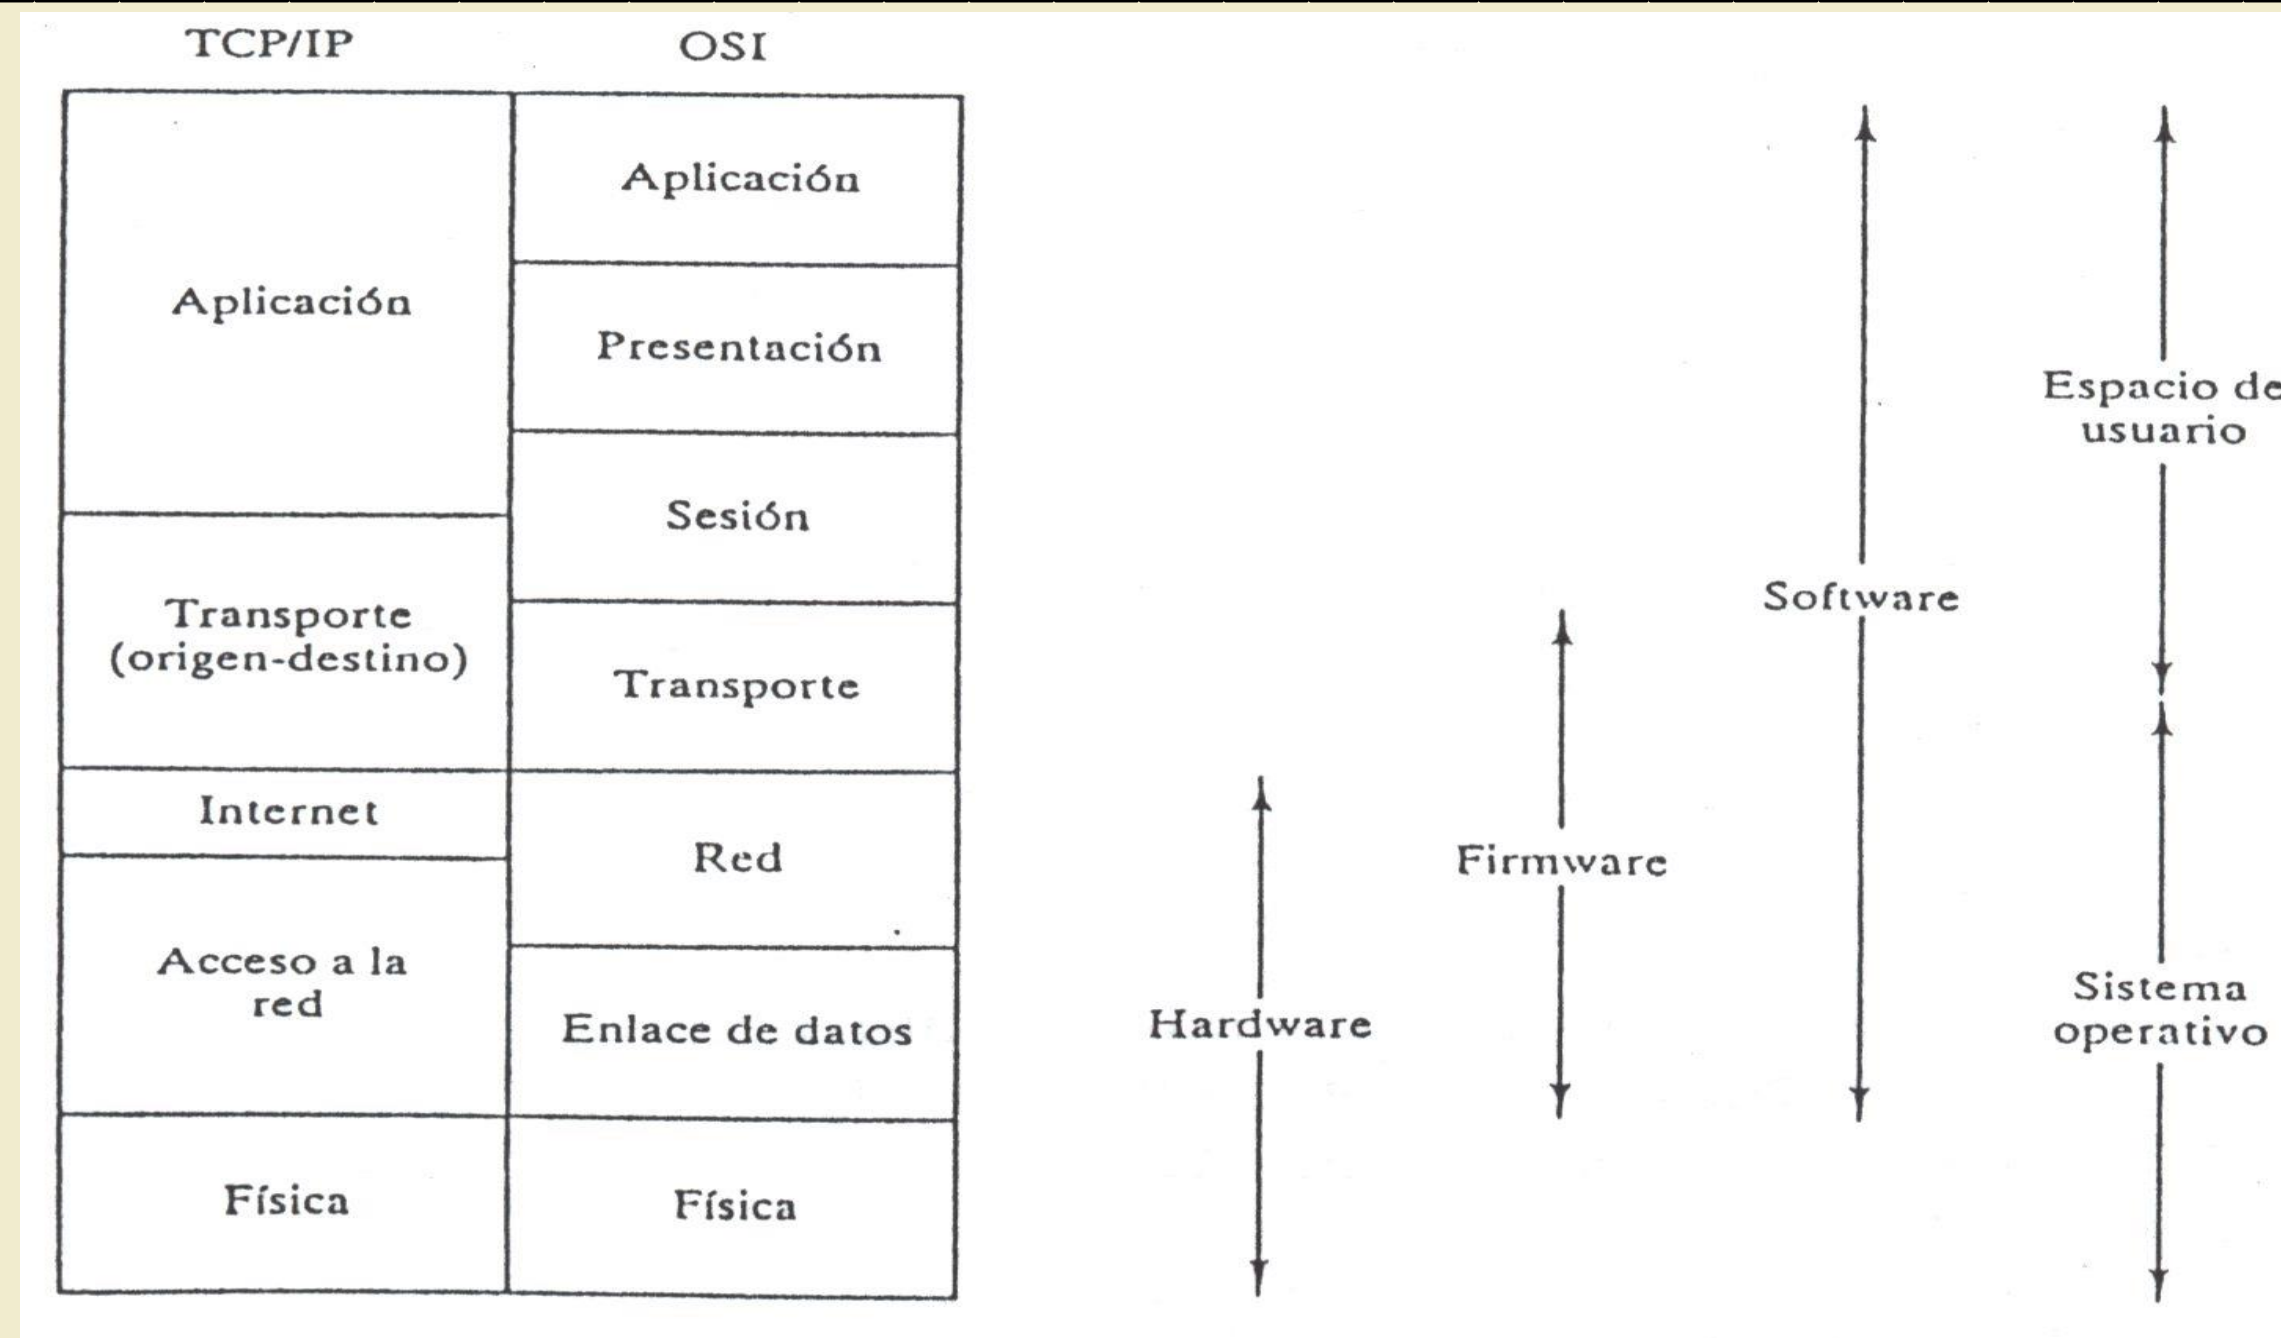 TCP/IP
OSI
Aplicación
Aplicación
Presentación
Sesión
Transporte
(origen-destino)
Transporte
Internet
Red
Acceso a la
red
Enlace de datos
Física
Física
Hardware
Firmware
Software
Espacio de
usuario
Sistema
operativo